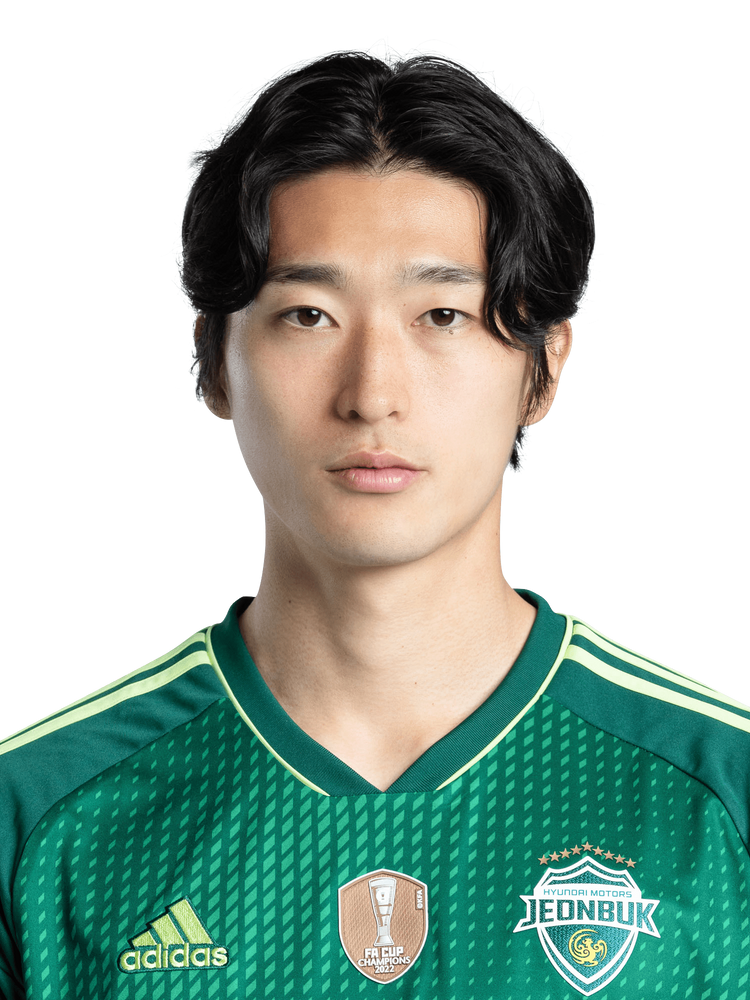 adidas
FA CUP
CHAMPIONS
2022
HYUNDAI MOTORS
JEONBUK